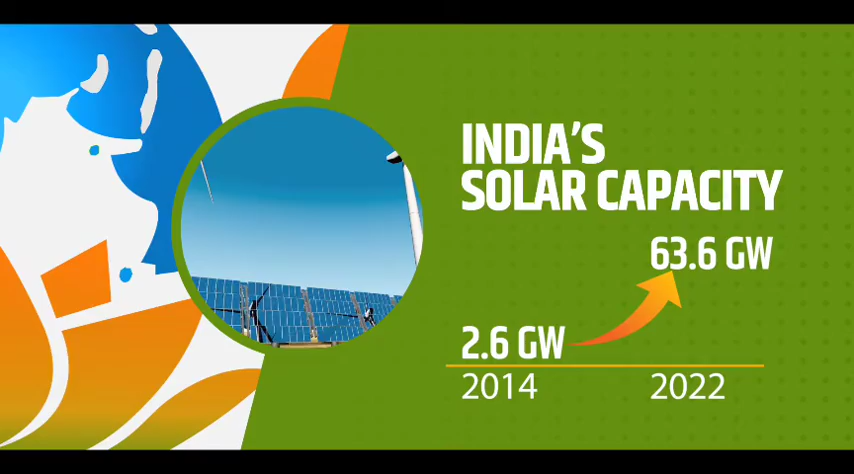 INDIA'S
SOLAR CAPACITY
63.6 GW
2.6 GW
2014 2022